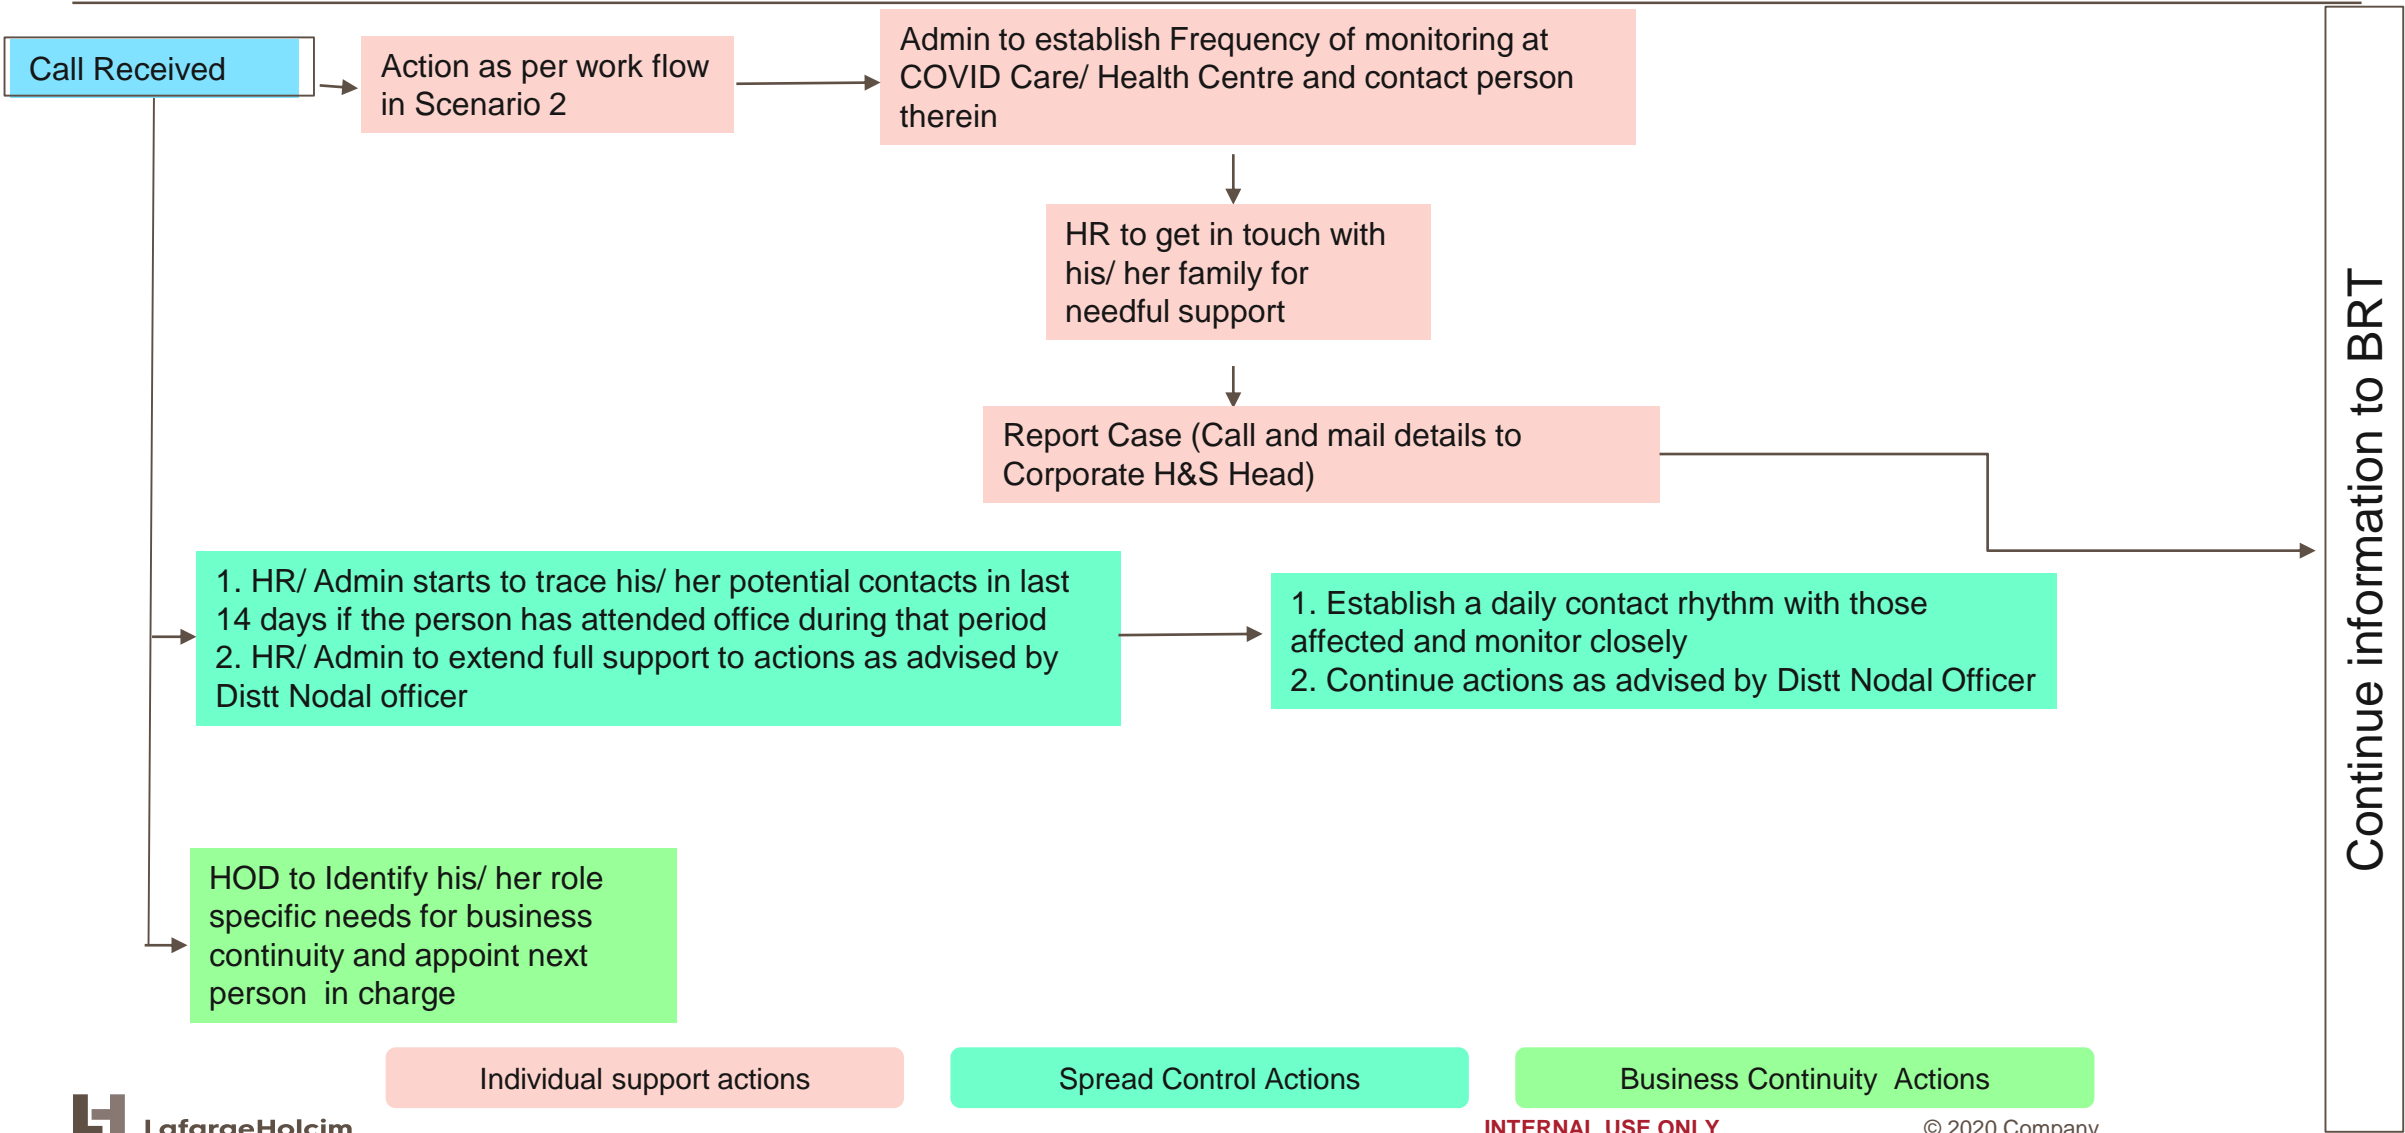 Call Received
Action as per work flow
in Scenario 2
Admin to establish Frequency of monitoring at
COVID Care/ Health Centre and contact person
therein
HR to get in touch with
his/ her family for
needful support
Report Case (Call and mail details to
Corporate H&S Head)
1. HR/ Admin starts to trace his/ her potential contacts in last
14 days if the person has attended office during that period
2. HR/ Admin to extend full support to actions as advised by
Distt Nodal officer
1. Establish a daily contact rhythm with those
affected and monitor closely
2. Continue actions as advised by Distt Nodal Officer
HOD to Identify his/ her role
specific needs for business
continuity and appoint next
person in charge
Continue information to BRT
Individual support actions
Spread Control Actions
Business Continuity Actions
LafargeHolcim
INTERNAL USE ONLY
© 2020 Company